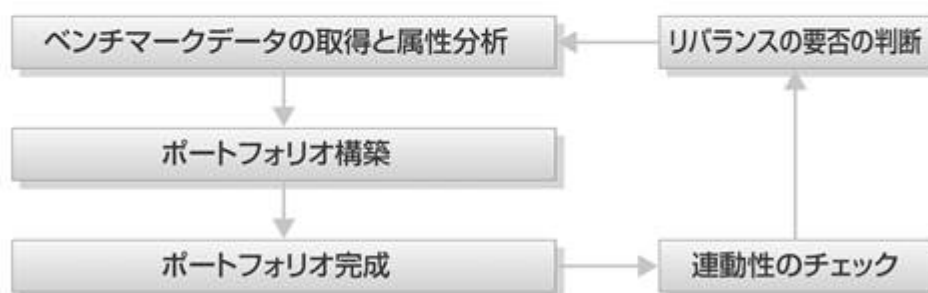 ベンチマークデータの取得と属性分析
リバランスの要否の判断
ポートフォリオ構築
ポートフォリオ完成
連動性のチェック